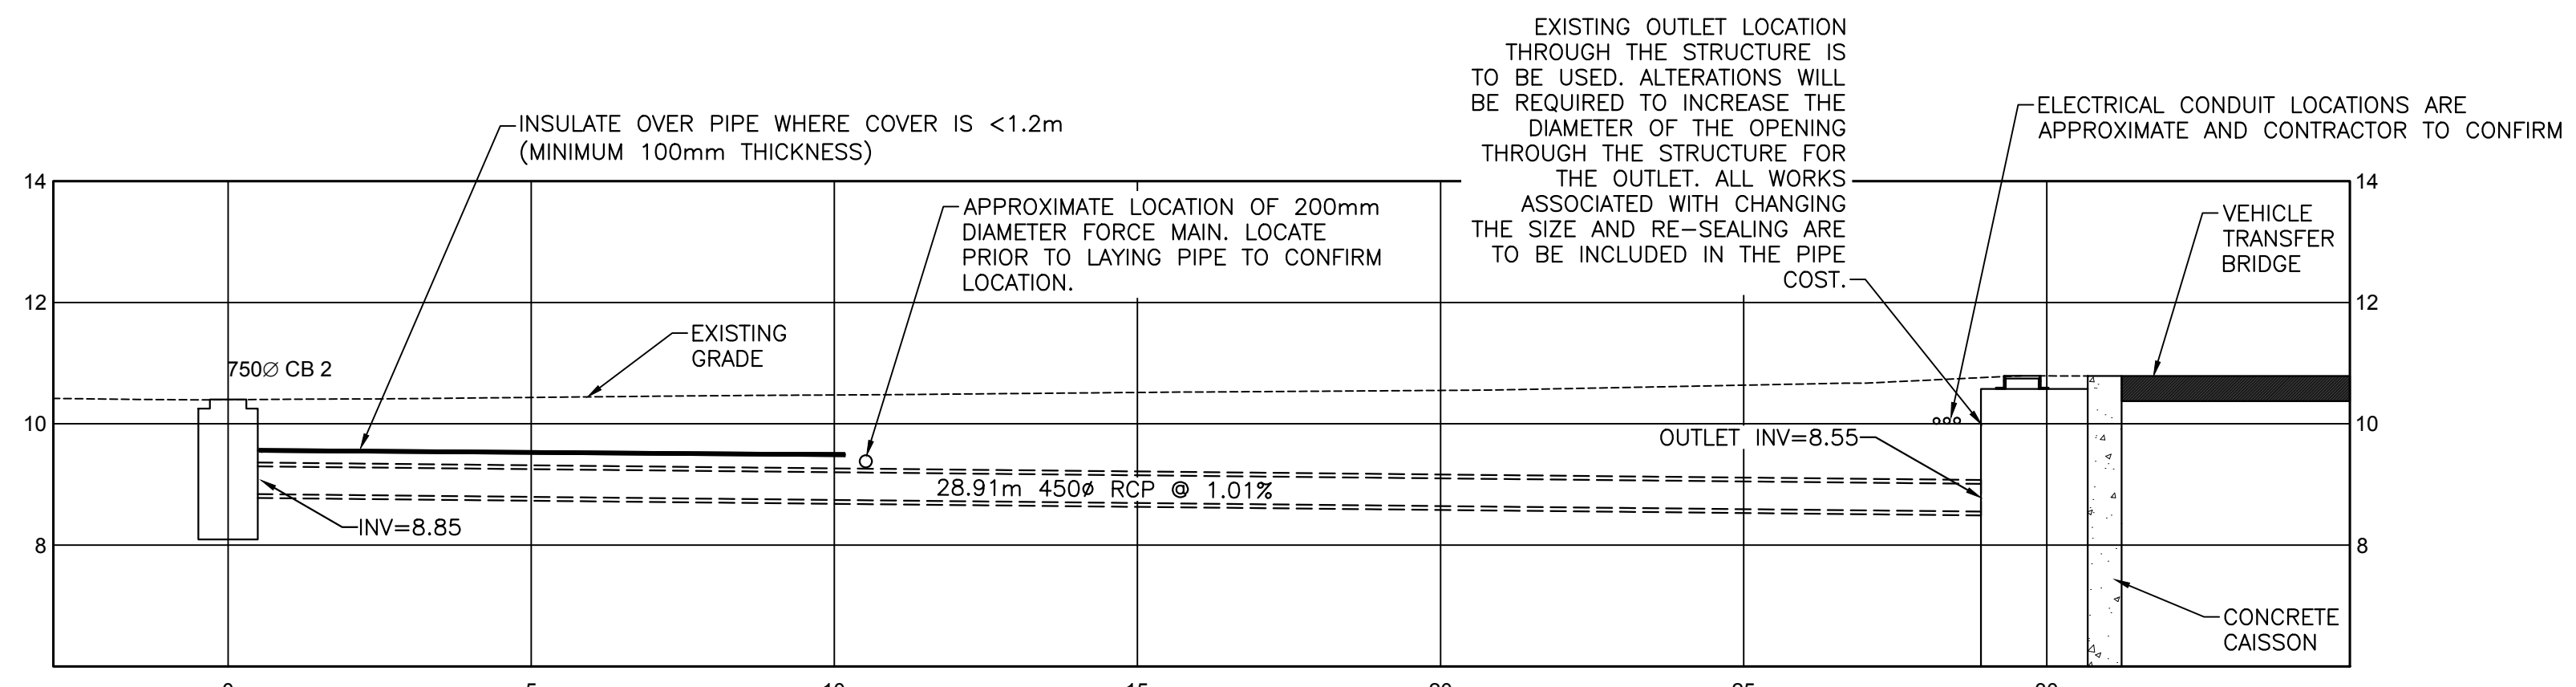 EXISTING OUTLET LOCATION
THROUGH THE STRUCTURE IS
TO BE USED. ALTERATIONS WILL
BE REQUIRED TO INCREASE THE
DIAMETER OF THE OPENING
THROUGH THE STRUCTURE FOR
THE OUTLET. ALL WORKS
ASSOCIATED WITH CHANGING
THE SIZE AND RE-SEALING ARE
TO BE INCLUDED IN THE PIPE
COST.
ELECTRICAL CONDUIT LOCATIONS ARE
APPROXIMATE AND CONTRACTOR TO CONFIRM
INSULATE OVER PIPE WHERE COVER IS <1.2m
(MINIMUM 100mm THICKNESS)
14
14
APPROXIMATE LOCATION OF 200mm
DIAMETER FORCE MAIN. LOCATE
PRIOR TO LAYING PIPE TO CONFIRM
LOCATION.
VEHICLE
TRANSFER
BRIDGE
12
12
EXISTING
GRADE
750∅ CB 2
10
10
OUTLET INV=8.55
28.91m 450ø RCP @ 1.01%
INV=8.85
8
8
CONCRETE
CAISSON